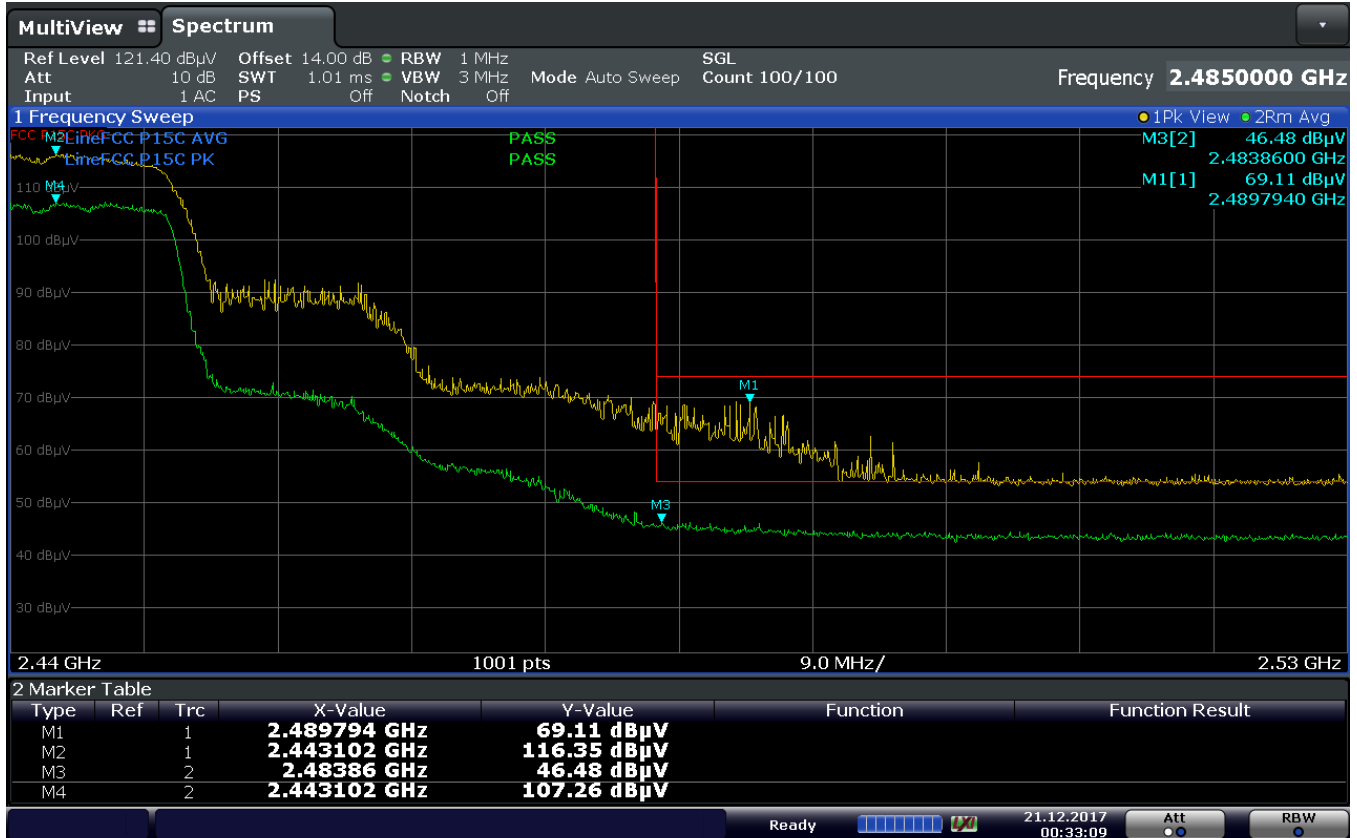 MultiView Spectrum
Ref Level 121.40 dBµV Offset 14.00 dB RBW 1 MHz SGL
Att 10 dB SWT 1.01 ms VBW 3 MHz Mode Auto Sweep Count 100/100 Frequency 2.4850000 GHz
Input 1 AC PS Off Notch Off
1 Frequency Sweep 1Pk View 2Rm Avg
M2 LineFCC P15C AVG PASS M3[2] 46.48 dBµV
LineFCC P15C PK PASS 2.4838600 GHz
M1[1] 69.11 dBµV
110 dBµV M4
2.4897940 GHz
100 dBµV
90 dBµV
80 dBµV
M1
70 dBµV
60 dBµV
50 dBµV
M3
40 dBµV
30 dBµV
2.44 GHz 1001 pts 9.0 MHz/ 2.53 GHz
2 Marker Table
Type Ref Trc X-Value Y-Value Function Function Result
M1 1 2.489794 GHz 69.11 dBµV
M2 1 2.443102 GHz 116.35 dBµV
M3 2 2.48386 GHz 46.48 dBµV
M4 2 2.443102 GHz 107.26 dBµV
Ready 21.12.2017 Att RBW
00:33:09